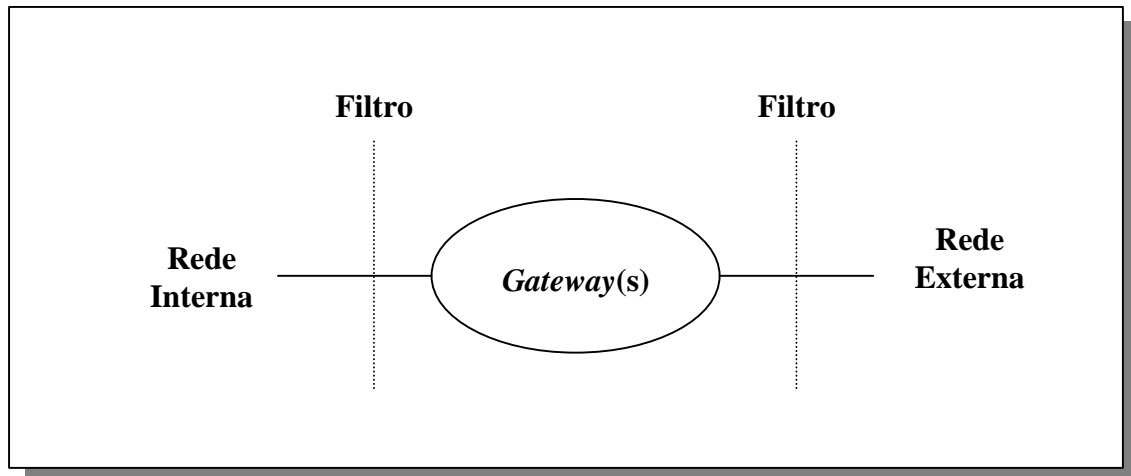 Filtro
Filtro
Rede
Interna
Gateway(s)
Rede
Externa